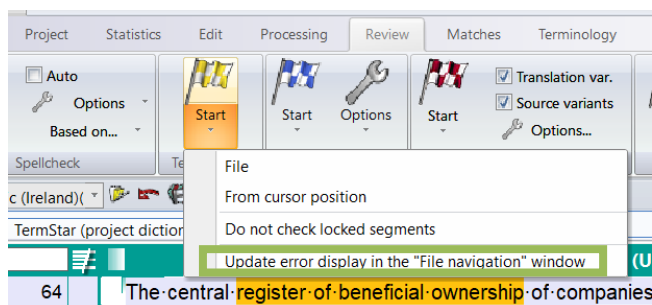 Project Statistics Edit Processing Review Matches Terminology
Auto
Options
Based on...
Start
Start
Options
Start
Translation var.
Source variants
Options...
Spellcheck
Te
File
From cursor position
Do not check locked segments
Update error display in the "File navigation" window
c (Ireland)(
TermStar (project diction
(U
64 The·central·register·of·beneficial·ownership·of·companies